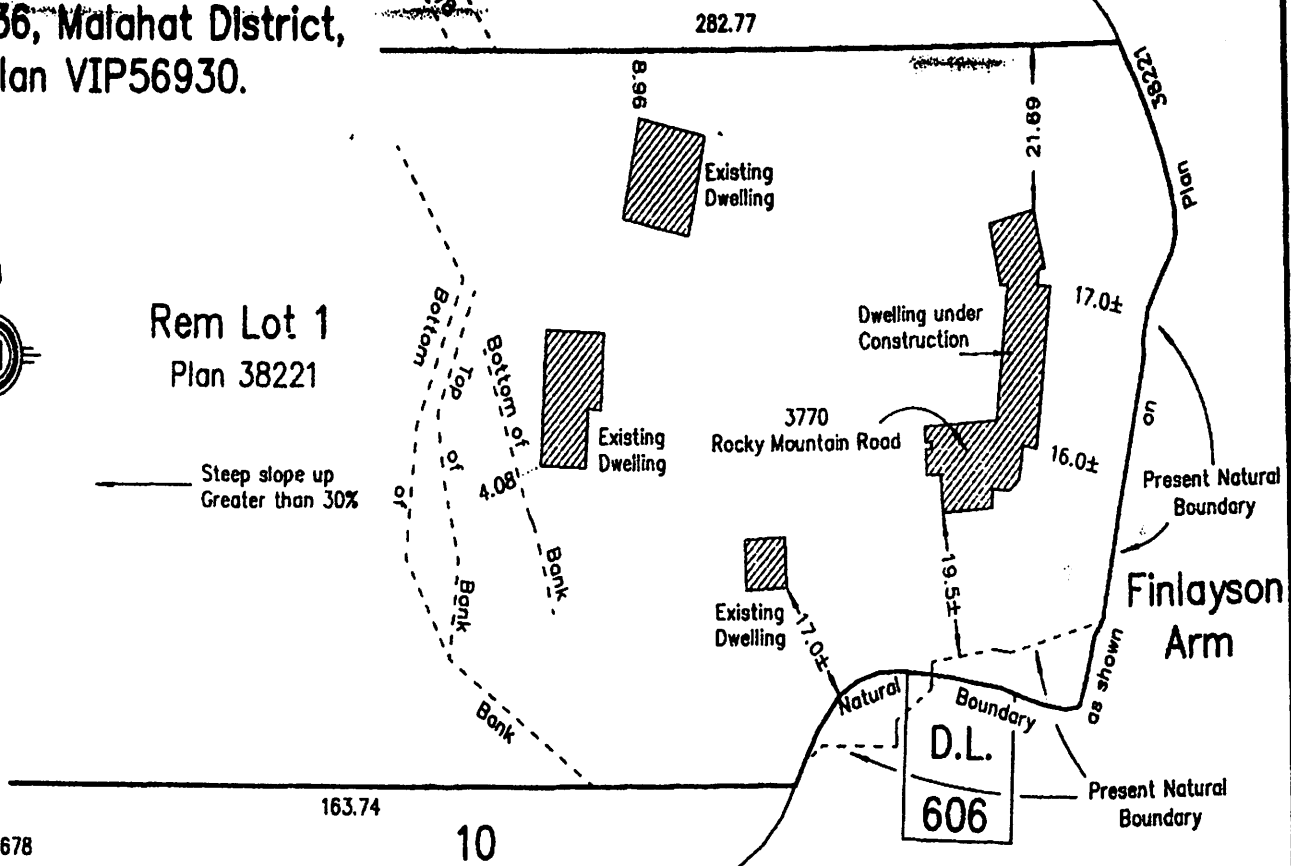 36, Malahat District,
lan VIP56930.
282.77
8.96
21.69
38221
Plan
Existing
Dwelling
Rem Lot 1
Plan 38221
Bottom
of
Bank
Top
of
Bank
Bottom of
Bank
Steep slope up
Greater than 30%
4.08
Existing
Dwelling
Dwelling under
Construction
3770
Rocky Mountain Road
17.0±
16.0±
on
Present Natural
Boundary
Finlayson
Arm
as shown
19.5±
Existing
Dwelling
17.0±
Natural
Boundary
D.L.
606
Present Natural
Boundary
163.74
10
678